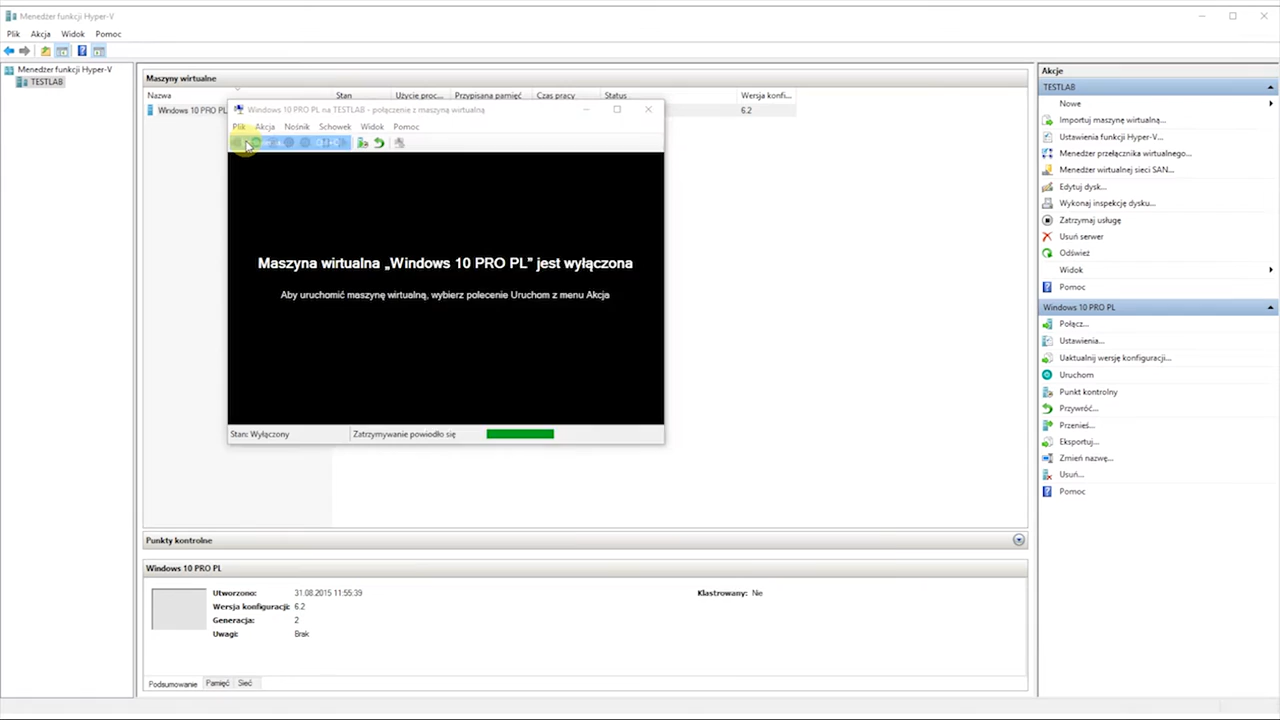 Menedżer funkcji Hyper-V
Plik Akcja Widok Pomoc
Menedżer funkcji Hyper-V
TESTLAB
Maszyny wirtualne
Nazwa Stan Użycie proc... Przypisana pamięć Czas pracy Status Wersja konfi...
Windows 10 PRO PL 6.2
Windows 10 PRO PL na TESTLAB - połączenie z maszyną wirtualną
Plik Akcja Nośnik Schowek Widok Pomoc
Maszyna wirtualna „Windows 10 PRO PL” jest wyłączona
Aby uruchomić maszynę wirtualną, wybierz polecenie Uruchom z menu Akcja
Stan: Wyłączony Zatrzymywanie powiodło się
Punkty kontrolne
Windows 10 PRO PL
Utworzono: 31.08.2015 11:55:39 Klastrowany: Nie
Wersja konfiguracji: 6.2
Generacja: 2
Uwagi: Brak
Podsumowanie Pamięć Sieć
Akcje
TESTLAB
Nowe
Importuj maszynę wirtualną...
Ustawienia funkcji Hyper-V...
Menedżer przełącznika wirtualnego...
Menedżer wirtualnej sieci SAN...
Edytuj dysk...
Wykonaj inspekcję dysku...
Zatrzymaj usługę
Usuń serwer
Odśwież
Widok
Pomoc
Windows 10 PRO PL
Połącz...
Ustawienia...
Uaktualnij wersję konfiguracji...
Uruchom
Punkt kontrolny
Przywróć...
Przenieś...
Eksportuj...
Zmień nazwę...
Usuń...
Pomoc